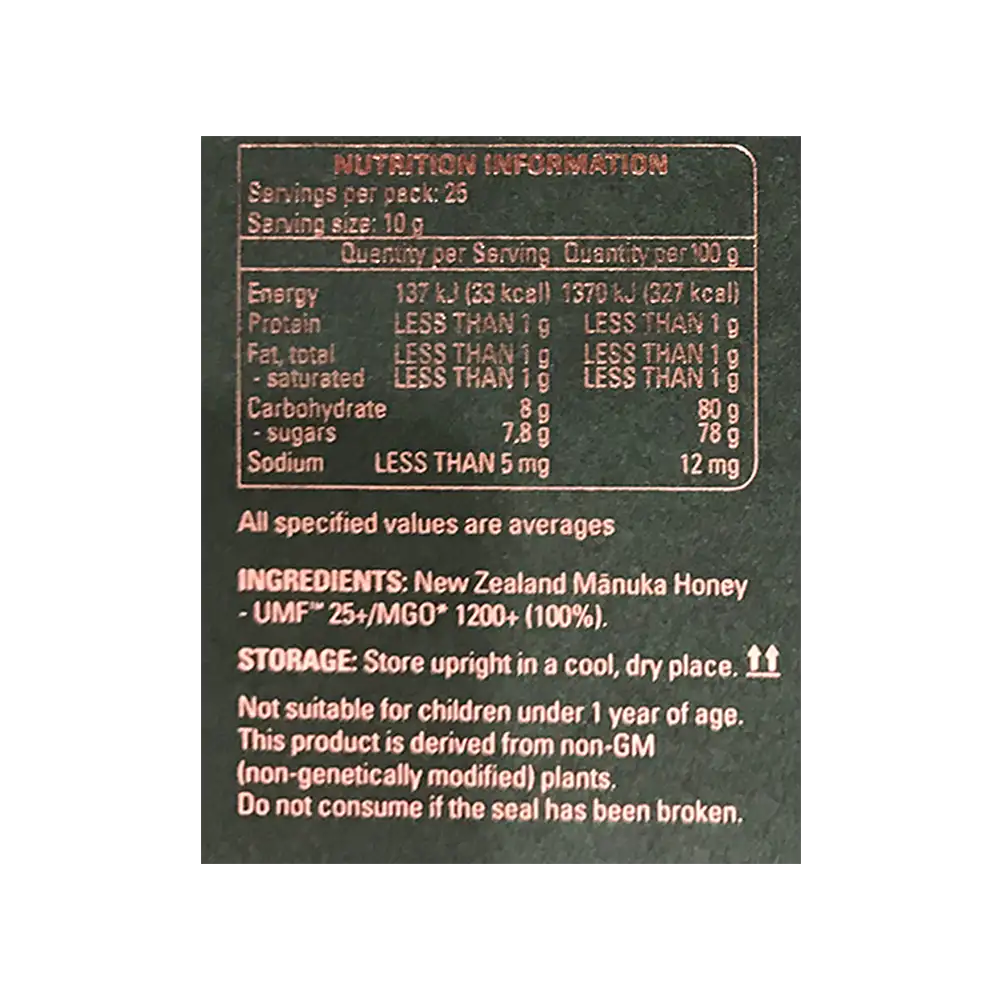 NUTRITION INFORMATION
Servings per pack: 25
Serving size: 10 g
Quantity per Serving Quantity per 100 g
Energy 137 kJ (33 kcal) 1370 kJ (327 kcal)
Protein LESS THAN 1 g LESS THAN 1 g
Fat, total LESS THAN 1 g LESS THAN 1 g
- saturated LESS THAN 1 g LESS THAN 1 g
Carbohydrate 8 g 80 g
- sugars 7.8 g 78 g
Sodium LESS THAN 5 mg 12 mg
All specified values are averages
INGREDIENTS: New Zealand Mānuka Honey
- UMF™ 25+/MGO* 1200+ (100%).
STORAGE: Store upright in a cool, dry place.
Not suitable for children under 1 year of age.
This product is derived from non-GM
(non-genetically modified) plants.
Do not consume if the seal has been broken.